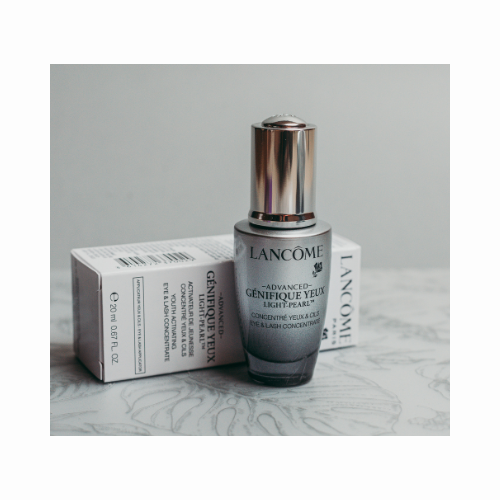 LANCÔME
–ADVANCED–
GÉNIFIQUE YEUX
LIGHT-PEARL™
CONCENTRÉ YEUX & CILS
EYE & LASH CONCENTRATE
–ADVANCED–
GÉNIFIQUE YEUX
LIGHT-PEARL™
ACTIVATEUR DE JEUNESSE
CONCENTRÉ YEUX & CILS
YOUTH ACTIVATING
EYE & LASH CONCENTRATE
℮ 20 ml 0.67 FL. OZ.
LANCÔME
PARIS